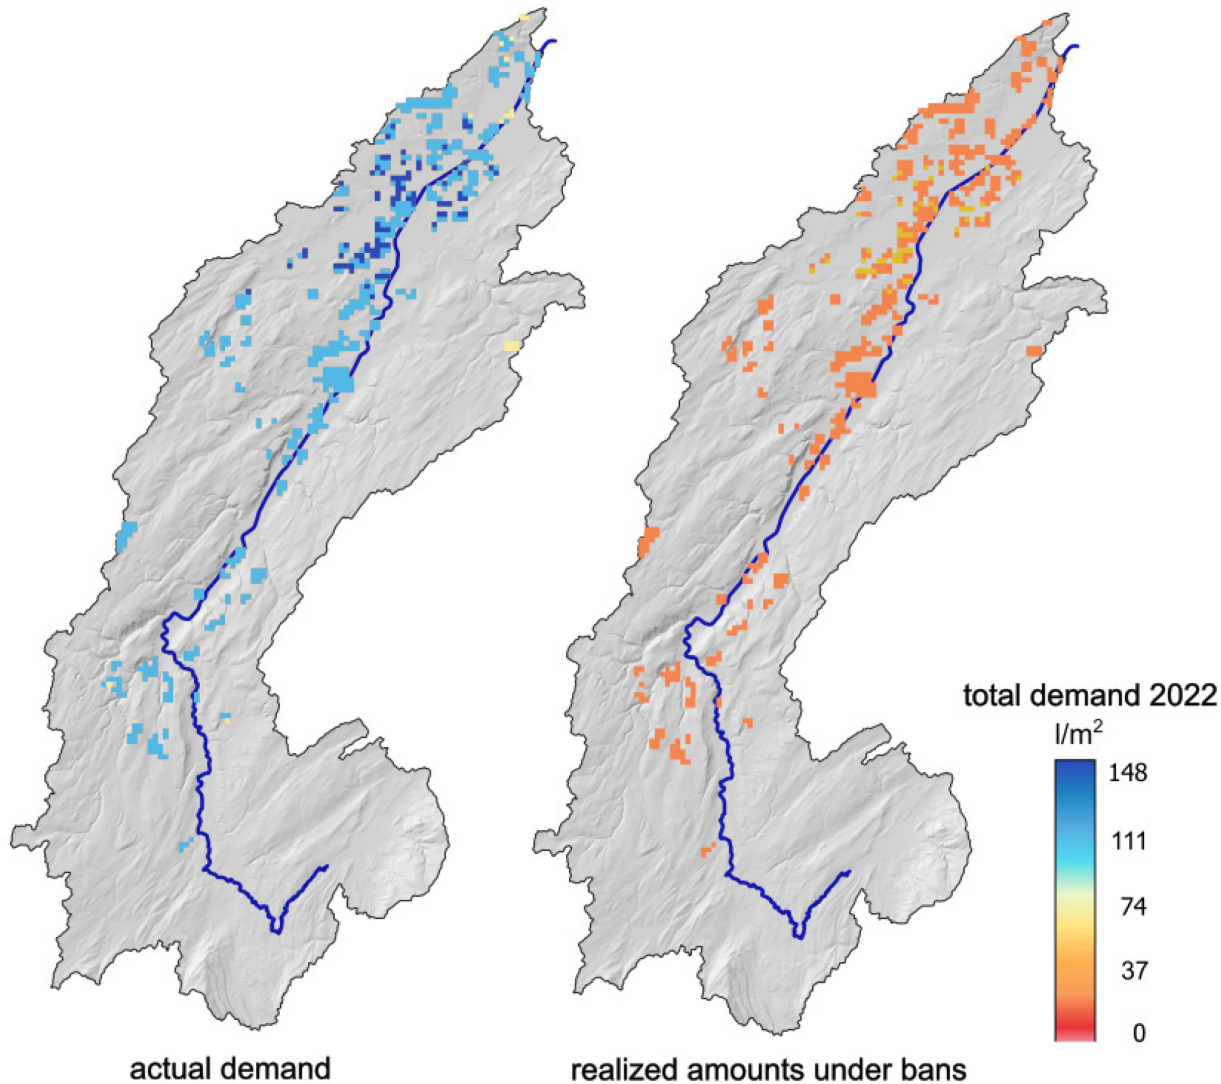 total demand 2022
l/m²
148
111
74
37
0
actual demand
realized amounts under bans